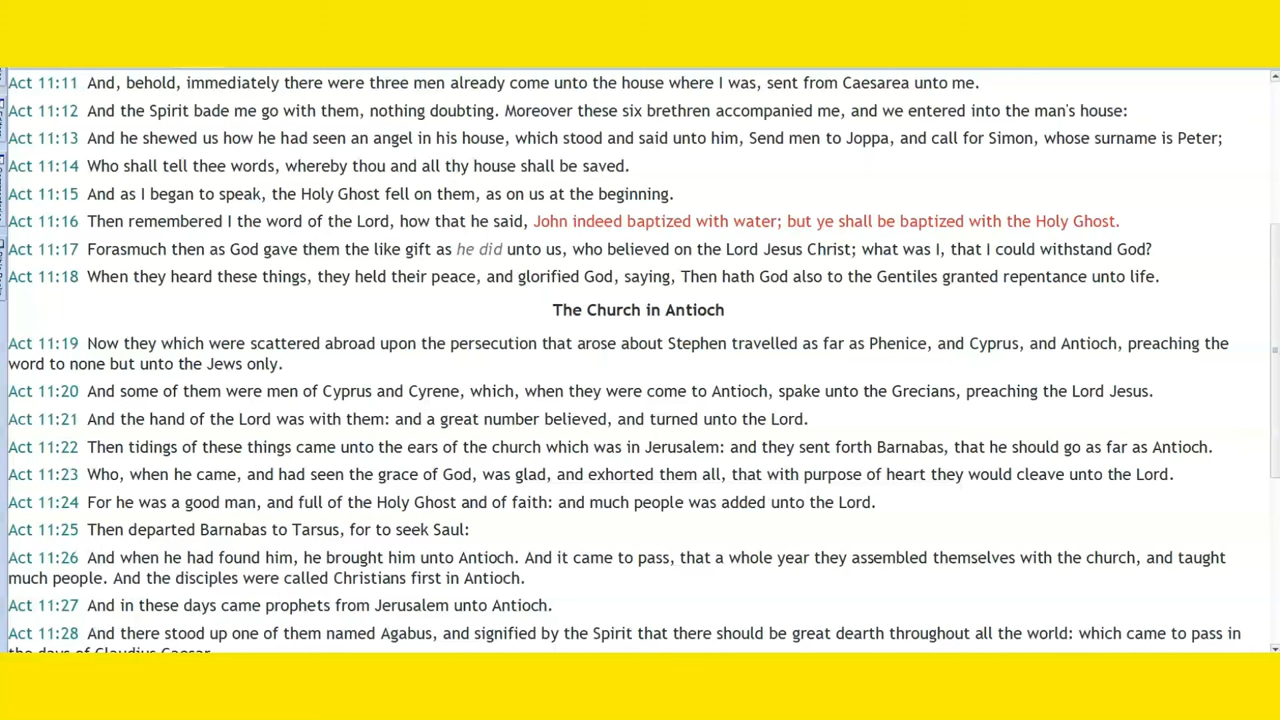 Act 11:11 And, behold, immediately there were three men already come unto the house where I was, sent from Caesarea unto me.
Act 11:12 And the Spirit bade me go with them, nothing doubting. Moreover these six brethren accompanied me, and we entered into the man's house:
Act 11:13 And he shewed us how he had seen an angel in his house, which stood and said unto him, Send men to Joppa, and call for Simon, whose surname is Peter;
Act 11:14 Who shall tell thee words, whereby thou and all thy house shall be saved.
Act 11:15 And as I began to speak, the Holy Ghost fell on them, as on us at the beginning.
Act 11:16 Then remembered I the word of the Lord, how that he said, John indeed baptized with water; but ye shall be baptized with the Holy Ghost.
Act 11:17 Forasmuch then as God gave them the like gift as he did unto us, who believed on the Lord Jesus Christ; what was I, that I could withstand God?
Act 11:18 When they heard these things, they held their peace, and glorified God, saying, Then hath God also to the Gentiles granted repentance unto life.
The Church in Antioch
Act 11:19 Now they which were scattered abroad upon the persecution that arose about Stephen travelled as far as Phenice, and Cyprus, and Antioch, preaching the
word to none but unto the Jews only.
Act 11:20 And some of them were men of Cyprus and Cyrene, which, when they were come to Antioch, spake unto the Grecians, preaching the Lord Jesus.
Act 11:21 And the hand of the Lord was with them: and a great number believed, and turned unto the Lord.
Act 11:22 Then tidings of these things came unto the ears of the church which was in Jerusalem: and they sent forth Barnabas, that he should go as far as Antioch.
Act 11:23 Who, when he came, and had seen the grace of God, was glad, and exhorted them all, that with purpose of heart they would cleave unto the Lord.
Act 11:24 For he was a good man, and full of the Holy Ghost and of faith: and much people was added unto the Lord.
Act 11:25 Then departed Barnabas to Tarsus, for to seek Saul:
Act 11:26 And when he had found him, he brought him unto Antioch. And it came to pass, that a whole year they assembled themselves with the church, and taught
much people. And the disciples were called Christians first in Antioch.
Act 11:27 And in these days came prophets from Jerusalem unto Antioch.
Act 11:28 And there stood up one of them named Agabus, and signified by the Spirit that there should be great dearth throughout all the world: which came to pass in
the days of Claudius Caesar.